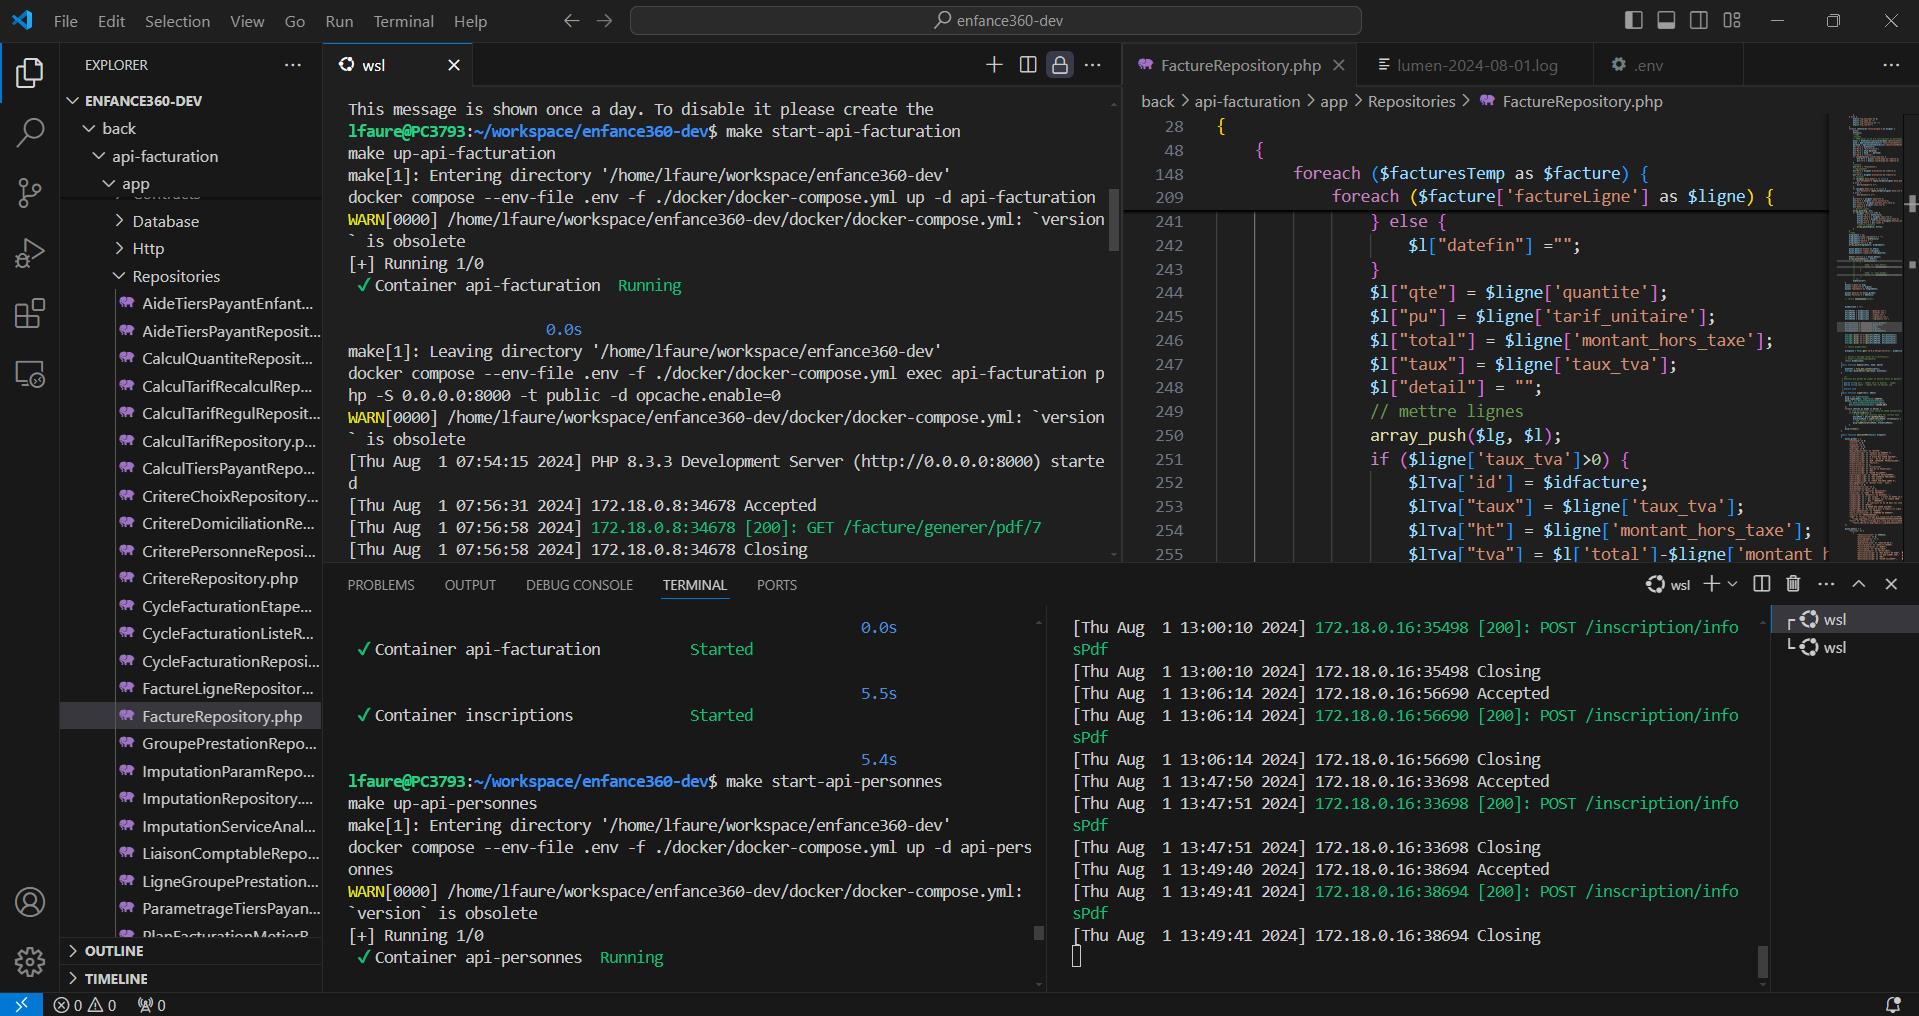 File Edit Selection View Go Run Terminal Help
enfance360-dev
EXPLORER
ENFANCE360-DEV
back
api-facturation
app
Database
Http
Repositories
AideTiersPayantEnfant...
AideTiersPayantReposit...
CalculQuantiteReposit...
CalculTarifRecalculRep...
CalculTarifRegulReposit...
CalculTarifRepository.p...
CalculTiersPayantRepo...
CritereChoixRepository...
CritereDomiciliationRe...
CriterePersonneReposi...
CritereRepository.php
CycleFacturationEtape...
CycleFacturationListeR...
CycleFacturationReposi...
FactureLigneRepositor...
FactureRepository.php
GroupePrestationRepo...
ImputationParamRepo...
ImputationRepository....
ImputationServiceAnal...
LiaisonComptableRepo...
LigneGroupePrestation...
ParametrageTiersPayan...
OUTLINE
TIMELINE
wsl
This message is shown once a day. To disable it please create the
lfaure@PC3793:~/workspace/enfance360-dev$ make start-api-facturation
make up-api-facturation
make[1]: Entering directory '/home/lfaure/workspace/enfance360-dev'
docker compose --env-file .env -f ./docker/docker-compose.yml up -d api-facturation
WARN[0000] /home/lfaure/workspace/enfance360-dev/docker/docker-compose.yml: `version
` is obsolete
[+] Running 1/0
✓ Container api-facturation Running
0.0s
make[1]: Leaving directory '/home/lfaure/workspace/enfance360-dev'
docker compose --env-file .env -f ./docker/docker-compose.yml exec api-facturation p
hp -S 0.0.0.0:8000 -t public -d opcache.enable=0
WARN[0000] /home/lfaure/workspace/enfance360-dev/docker/docker-compose.yml: `version
` is obsolete
[Thu Aug  1 07:54:15 2024] PHP 8.3.3 Development Server (http://0.0.0.0:8000) starte
d
[Thu Aug  1 07:56:31 2024] 172.18.0.8:34678 Accepted
[Thu Aug  1 07:56:58 2024] 172.18.0.8:34678 [200]: GET /facture/generer/pdf/7
[Thu Aug  1 07:56:58 2024] 172.18.0.8:34678 Closing
FactureRepository.php lumen-2024-08-01.log .env
back > api-facturation > app > Repositories > FactureRepository.php
28 {
48 {
148 foreach ($facturesTemp as $facture) {
209 foreach ($facture['factureLigne'] as $ligne) {
241 } else {
242 $l["datefin"] ="";
243 }
244 $l["qte"] = $ligne['quantite'];
245 $l["pu"] = $ligne['tarif_unitaire'];
246 $l["total"] = $ligne['montant_hors_taxe'];
247 $l["taux"] = $ligne['taux_tva'];
248 $l["detail"] = "";
249 // mettre lignes
250 array_push($lg, $l);
251 if ($ligne['taux_tva']>0) {
252 $lTva['id'] = $idfacture;
253 $lTva["taux"] = $ligne['taux_tva'];
254 $lTva["ht"] = $ligne['montant_hors_taxe'];
255 $lTva["tva"] = $l['total']-$ligne['montant h
PROBLEMS OUTPUT DEBUG CONSOLE TERMINAL PORTS
wsl
0.0s
✓ Container api-facturation Started
5.5s
✓ Container inscriptions Started
5.4s
lfaure@PC3793:~/workspace/enfance360-dev$ make start-api-personnes
make up-api-personnes
make[1]: Entering directory '/home/lfaure/workspace/enfance360-dev'
docker compose --env-file .env -f ./docker/docker-compose.yml up -d api-pers
onnes
WARN[0000] /home/lfaure/workspace/enfance360-dev/docker/docker-compose.yml:
`version` is obsolete
[+] Running 1/0
✓ Container api-personnes Running
[Thu Aug  1 13:00:10 2024] 172.18.0.16:35498 [200]: POST /inscription/info
sPdf
[Thu Aug  1 13:00:10 2024] 172.18.0.16:35498 Closing
[Thu Aug  1 13:06:14 2024] 172.18.0.16:56690 Accepted
[Thu Aug  1 13:06:14 2024] 172.18.0.16:56690 [200]: POST /inscription/info
sPdf
[Thu Aug  1 13:06:14 2024] 172.18.0.16:56690 Closing
[Thu Aug  1 13:47:50 2024] 172.18.0.16:33698 Accepted
[Thu Aug  1 13:47:51 2024] 172.18.0.16:33698 [200]: POST /inscription/info
sPdf
[Thu Aug  1 13:47:51 2024] 172.18.0.16:33698 Closing
[Thu Aug  1 13:49:40 2024] 172.18.0.16:38694 Accepted
[Thu Aug  1 13:49:41 2024] 172.18.0.16:38694 [200]: POST /inscription/info
sPdf
[Thu Aug  1 13:49:41 2024] 172.18.0.16:38694 Closing
wsl
wsl
0 0 0